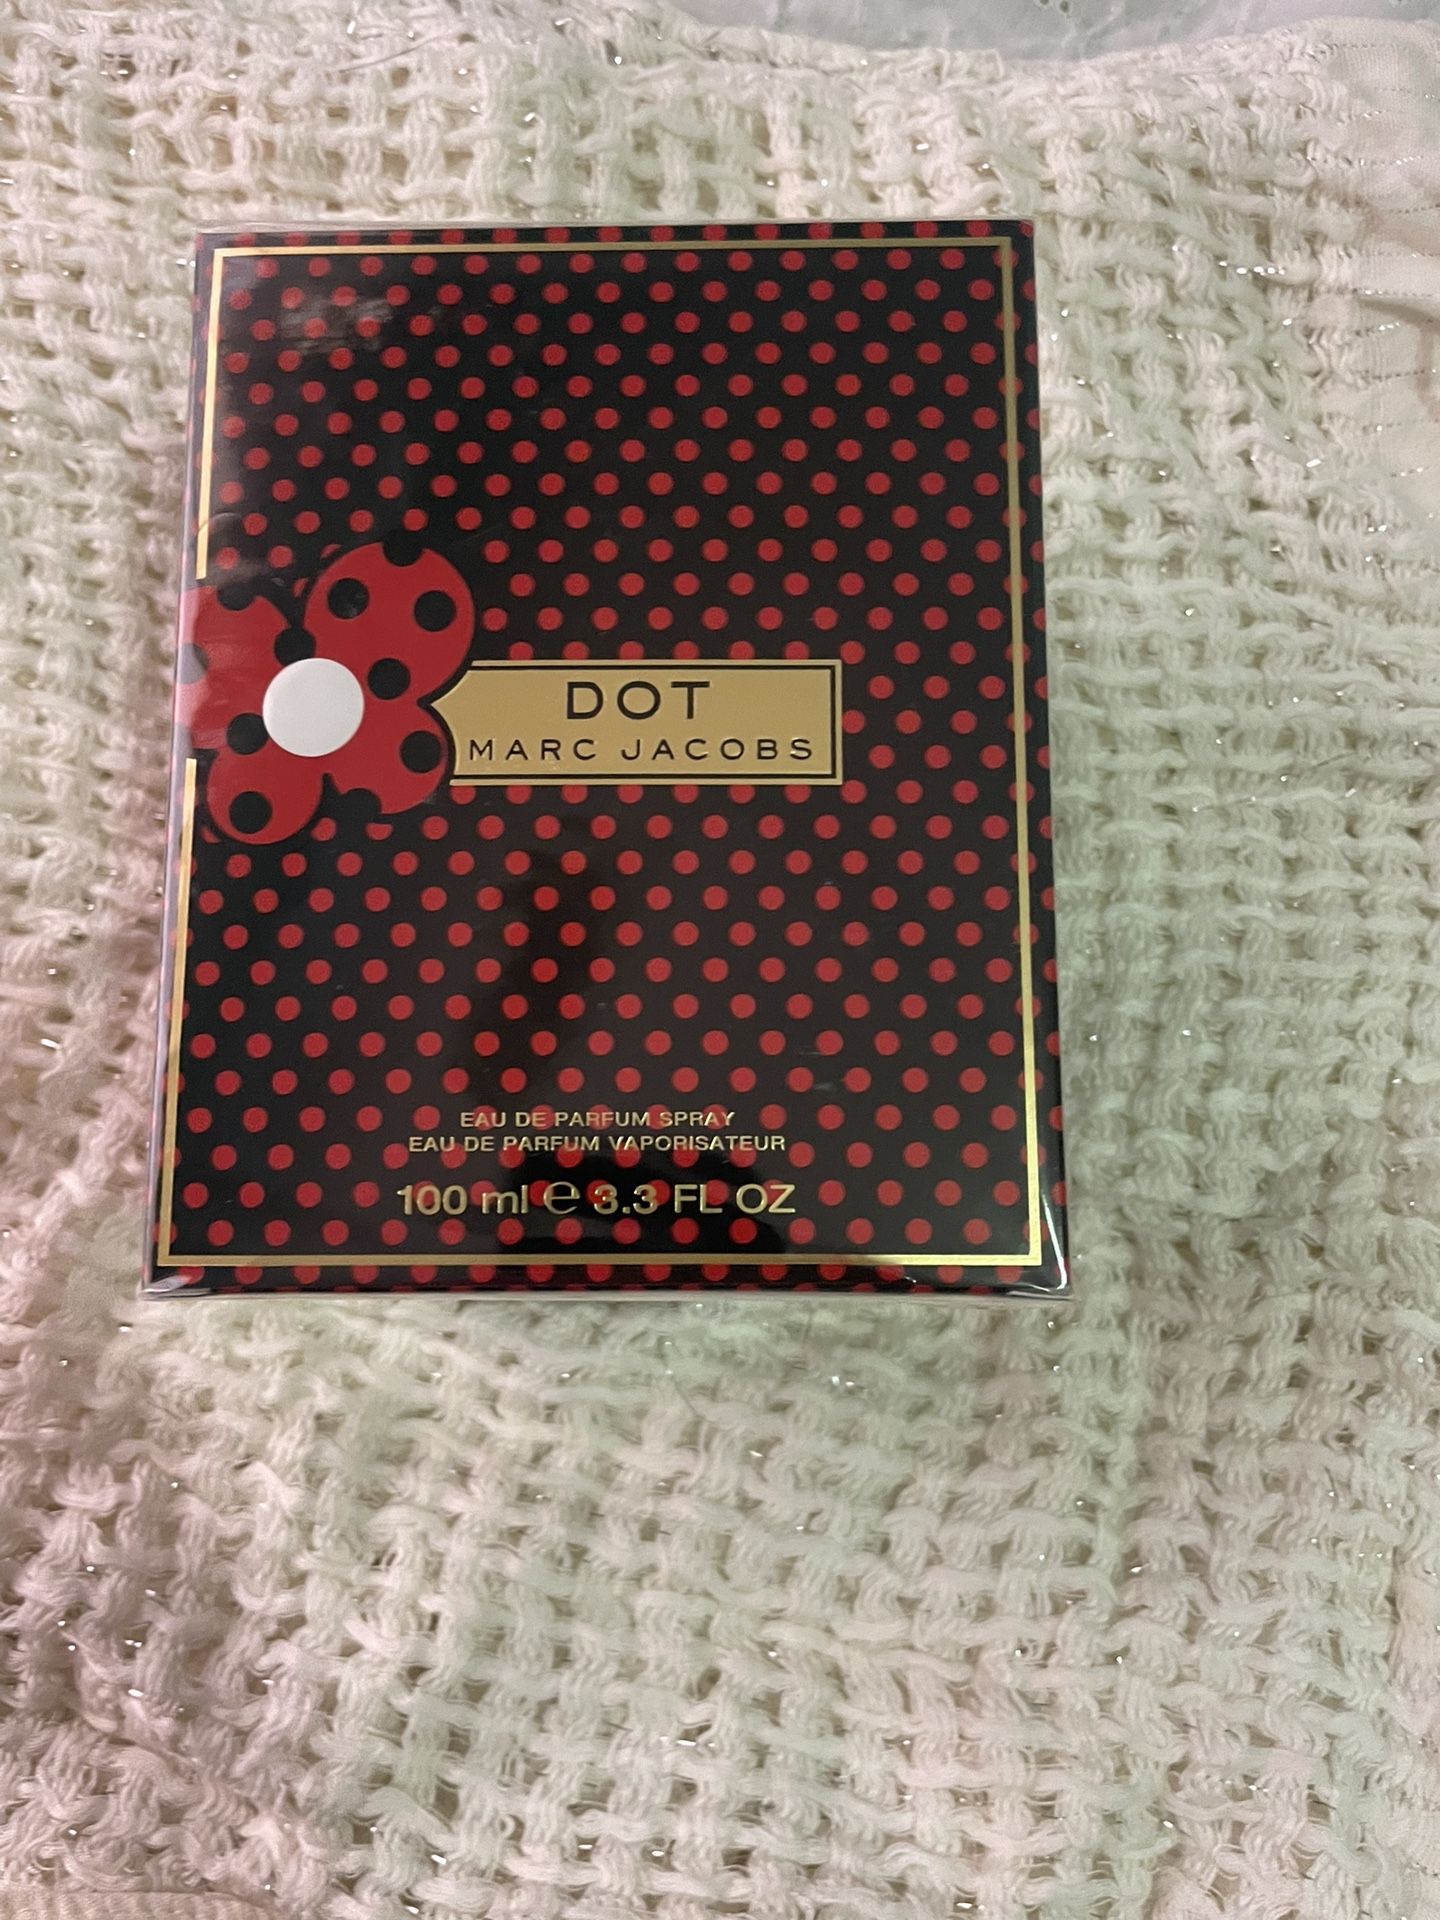 DOT
MARC JACOBS
EAU DE PARFUM SPRAY
EAU DE PARFUM VAPORISATEUR
100 ml ℮ 3.3 FL OZ